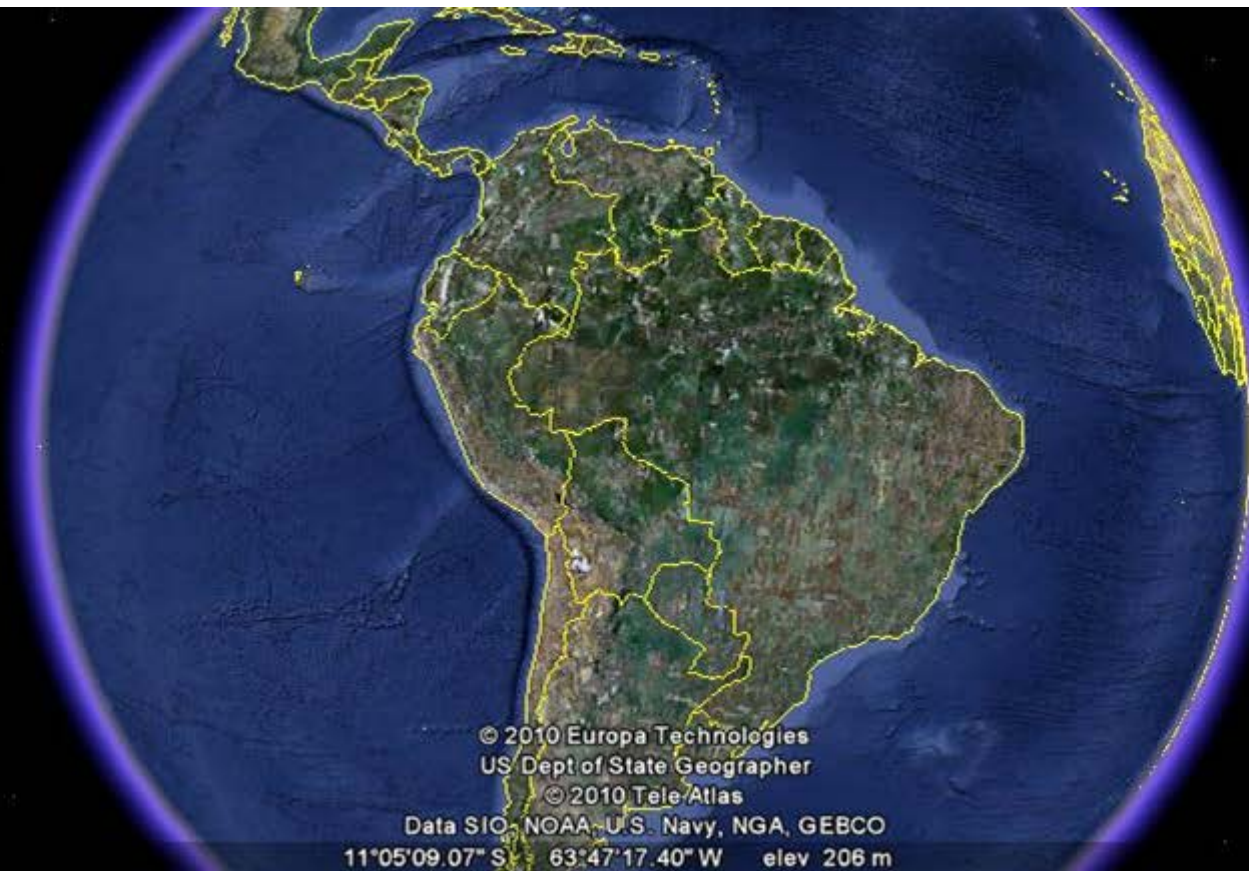 © 2010 Europa Technologies
US Dept of State Geographer
© 2010 Tele Atlas
Data SIO, NOAA, U.S. Navy, NGA, GEBCO
11°05'09.07" S 63°47'17.40" W elev 206 m